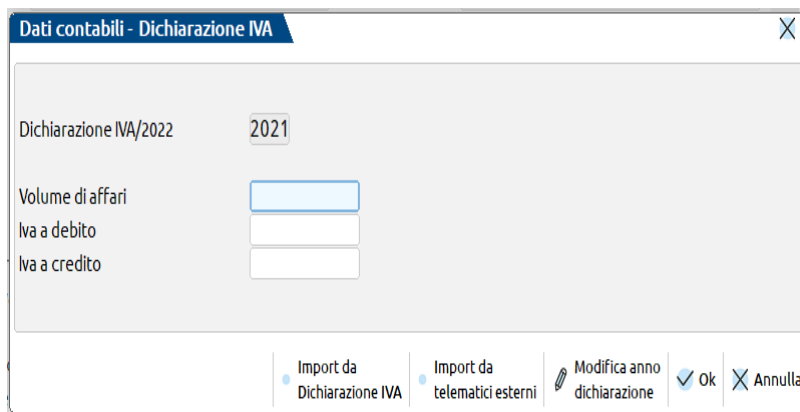 Dati contabili - Dichiarazione IVA
Dichiarazione IVA/2022 2021
Volume di affari
Iva a debito
Iva a credito
Import da Dichiarazione IVA
Import da telematici esterni
Modifica anno dichiarazione
Ok
Annulla